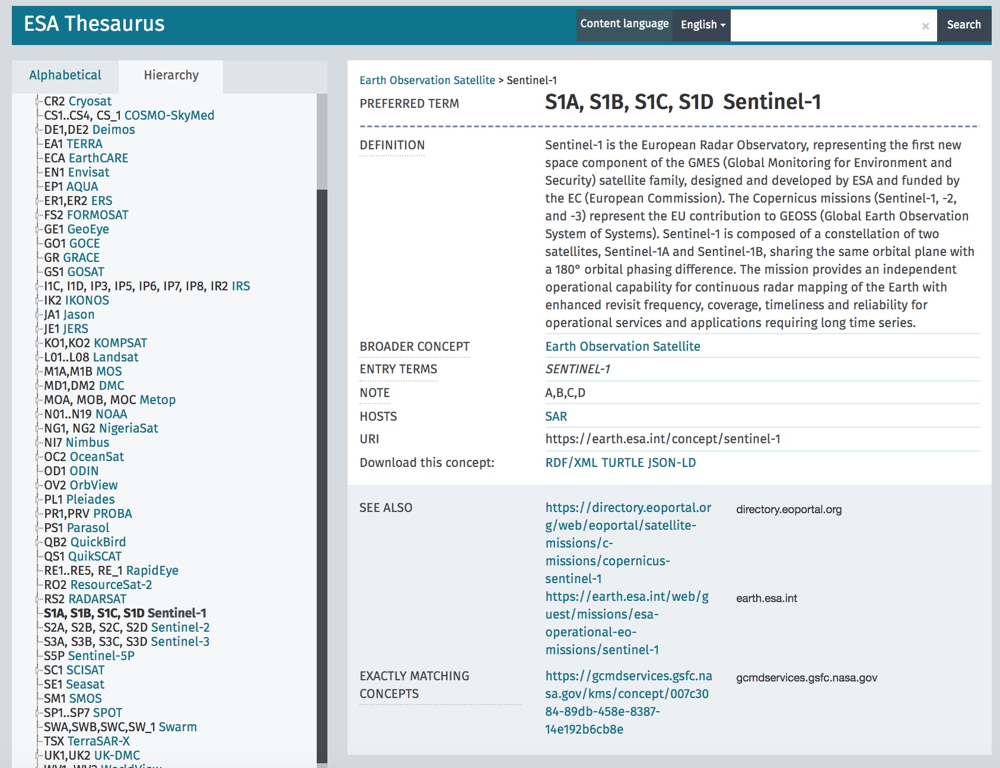 ESA Thesaurus
Content language English Search
Alphabetical Hierarchy
CR2 Cryosat
CS1..CS4, CS_1 COSMO-SkyMed
DE1,DE2 Deimos
EA1 TERRA
ECA EarthCARE
EN1 Envisat
EP1 AQUA
ER1,ER2 ERS
FS2 FORMOSAT
GE1 GeoEye
GO1 GOCE
GR GRACE
GS1 GOSAT
I1C, I1D, IP3, IP5, IP6, IP7, IP8, IR2 IRS
IK2 IKONOS
JA1 Jason
JE1 JERS
KO1,KO2 KOMPSAT
L01..L08 Landsat
M1A,M1B MOS
MD1,DM2 DMC
MOA, MOB, MOC Metop
N01..N19 NOAA
NG1, NG2 NigeriaSat
NI7 Nimbus
OC2 OceanSat
OD1 ODIN
OV2 OrbView
PL1 Pleiades
PR1,PRV PROBA
PS1 Parasol
QB2 QuickBird
QS1 QuikSCAT
RE1..RE5, RE_1 RapidEye
RO2 ResourceSat-2
RS2 RADARSAT
S1A, S1B, S1C, S1D Sentinel-1
S2A, S2B, S2C, S2D Sentinel-2
S3A, S3B, S3C, S3D Sentinel-3
S5P Sentinel-5P
SC1 SCISAT
SE1 Seasat
SM1 SMOS
SP1..SP7 SPOT
SWA,SWB,SWC,SW_1 Swarm
TSX TerraSAR-X
UK1,UK2 UK-DMC
WV1, WV2 WorldView
Earth Observation Satellite > Sentinel-1
PREFERRED TERM S1A, S1B, S1C, S1D Sentinel-1
DEFINITION Sentinel-1 is the European Radar Observatory, representing the first new
space component of the GMES (Global Monitoring for Environment and
Security) satellite family, designed and developed by ESA and funded by
the EC (European Commission). The Copernicus missions (Sentinel-1, -2,
and -3) represent the EU contribution to GEOSS (Global Earth Observation
System of Systems). Sentinel-1 is composed of a constellation of two
satellites, Sentinel-1A and Sentinel-1B, sharing the same orbital plane with
a 180° orbital phasing difference. The mission provides an independent
operational capability for continuous radar mapping of the Earth with
enhanced revisit frequency, coverage, timeliness and reliability for
operational services and applications requiring long time series.
BROADER CONCEPT Earth Observation Satellite
ENTRY TERMS SENTINEL-1
NOTE A,B,C,D
HOSTS SAR
URI https://earth.esa.int/concept/sentinel-1
Download this concept: RDF/XML TURTLE JSON-LD
SEE ALSO https://directory.eoportal.or directory.eoportal.org
g/web/eoportal/satellite-
missions/c-
missions/copernicus-
sentinel-1
https://earth.esa.int/web/g earth.esa.int
uest/missions/esa-
operational-eo-
missions/sentinel-1
EXACTLY MATCHING https://gcmdservices.gsfc.na gcmdservices.gsfc.nasa.gov
CONCEPTS sa.gov/kms/concept/007c30
84-89db-458e-8387-
14e192b6cb8e